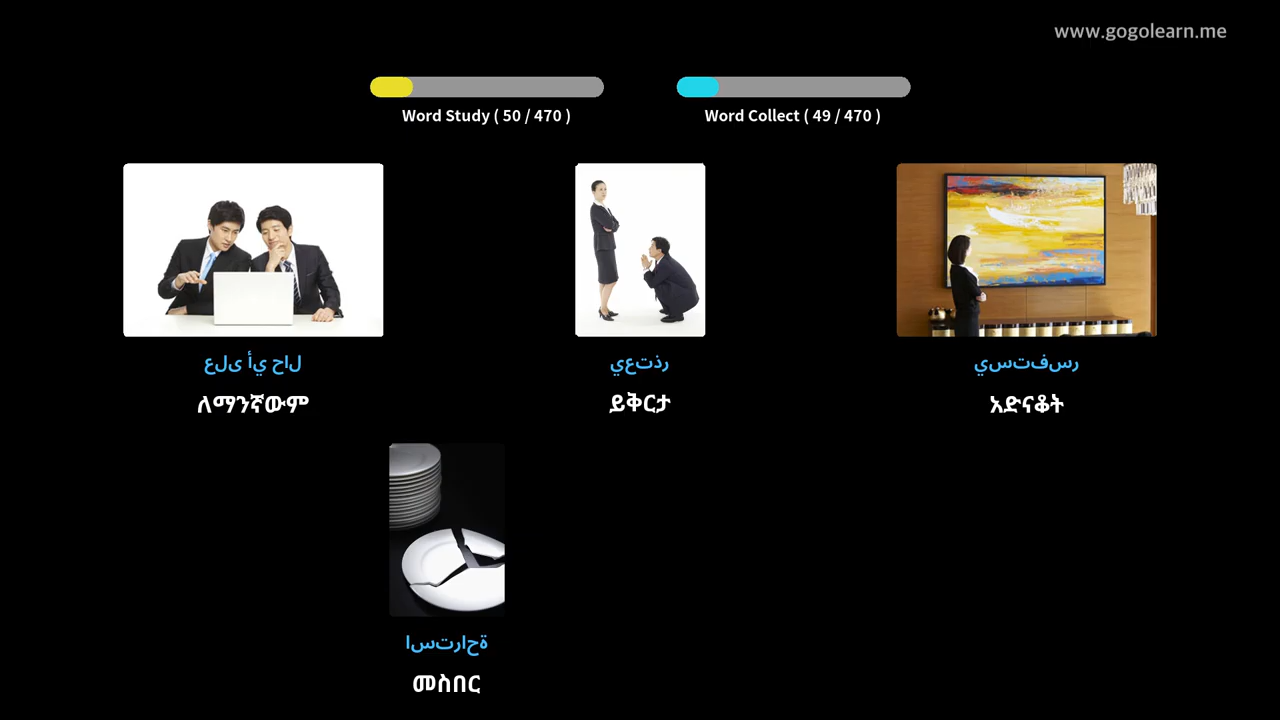 www.gogolearn.me
Word Study ( 50 / 470 )
Word Collect ( 49 / 470 )
على أي حال
يعتذر
يستفسر
ለማንኛውም
ይቅርታ
አድናቆት
استراحة
መስበር